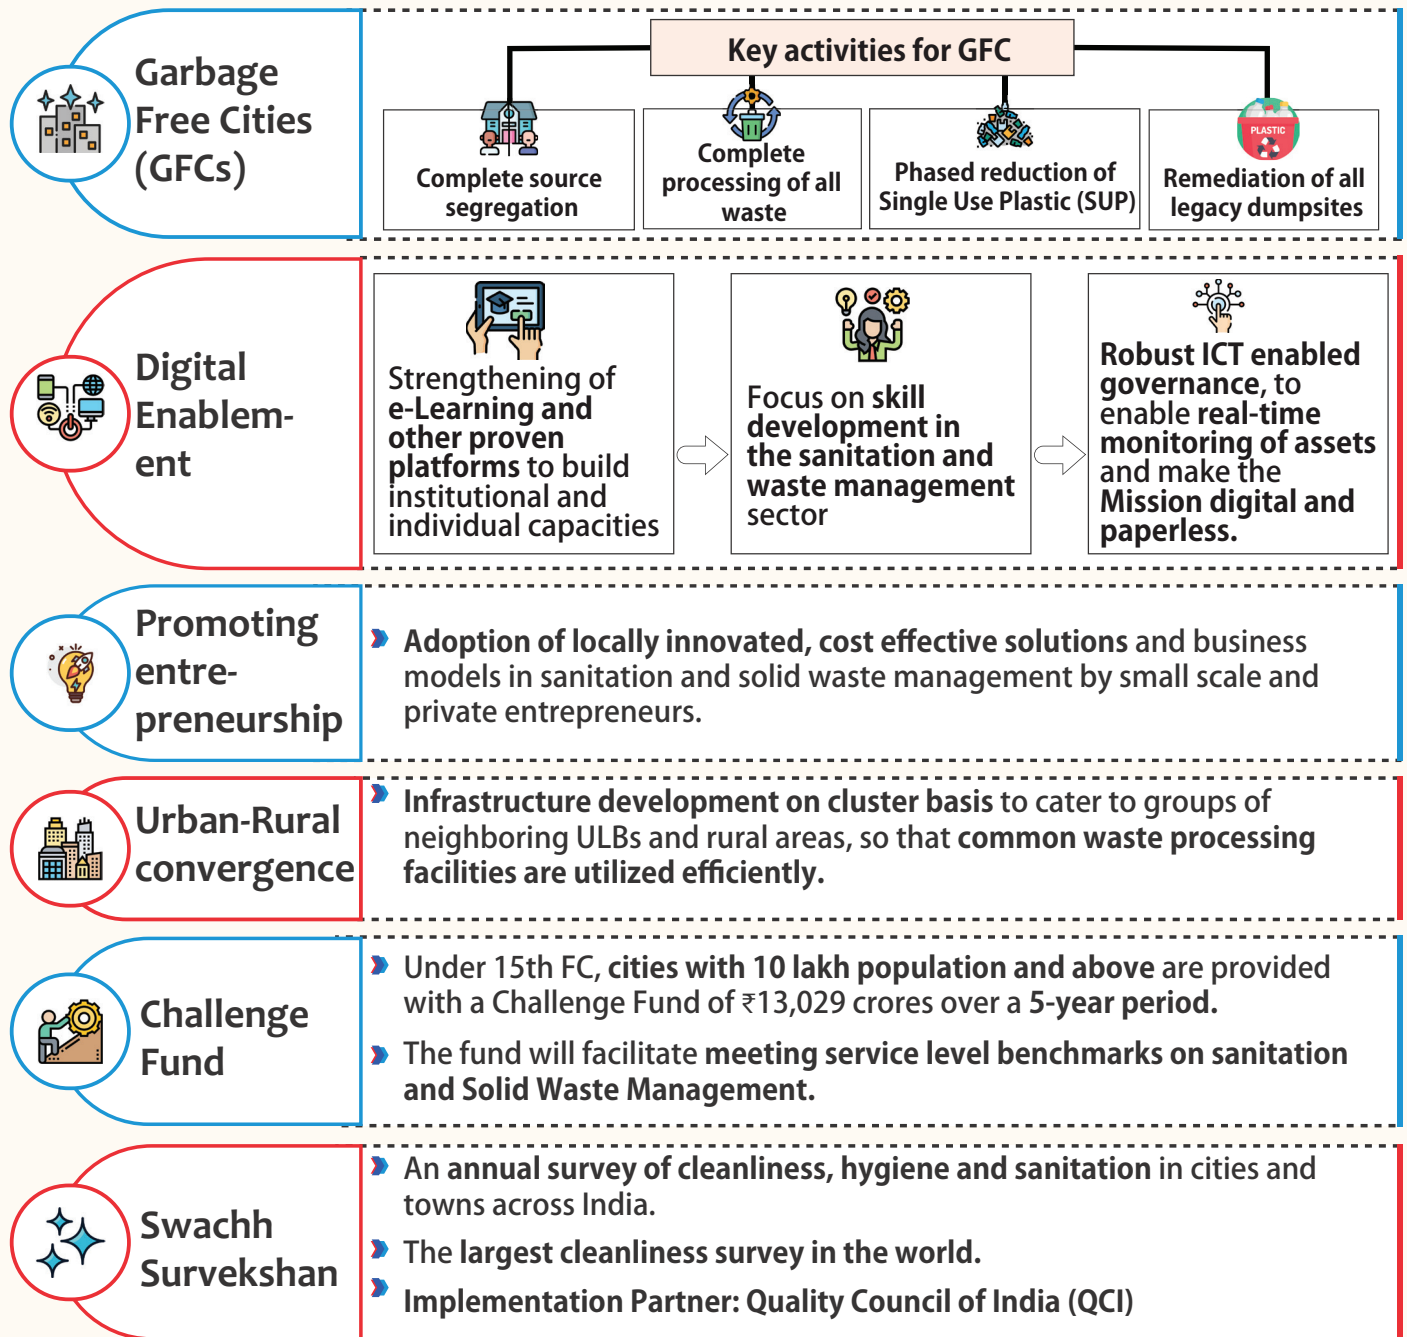 Garbage
Free Cities
(GFCs)
Key activities for GFC
Complete source
segregation
Complete
processing of all
waste
Phased reduction of
Single Use Plastic (SUP)
PLASTIC
Remediation of all
legacy dumpsites
Digital
Enablem-
ent
Strengthening of
e-Learning and
other proven
platforms to build
institutional and
individual capacities
Focus on skill
development in
the sanitation and
waste management
sector
Robust ICT enabled
governance, to
enable real-time
monitoring of assets
and make the
Mission digital and
paperless.
Promoting
entre-
preneurship
Adoption of locally innovated, cost effective solutions and business
models in sanitation and solid waste management by small scale and
private entrepreneurs.
Urban-Rural
convergence
Infrastructure development on cluster basis to cater to groups of
neighboring ULBs and rural areas, so that common waste processing
facilities are utilized efficiently.
Challenge
Fund
Under 15th FC, cities with 10 lakh population and above are provided
with a Challenge Fund of ₹13,029 crores over a 5-year period.
The fund will facilitate meeting service level benchmarks on sanitation
and Solid Waste Management.
Swachh
Survekshan
An annual survey of cleanliness, hygiene and sanitation in cities and
towns across India.
The largest cleanliness survey in the world.
Implementation Partner: Quality Council of India (QCI)